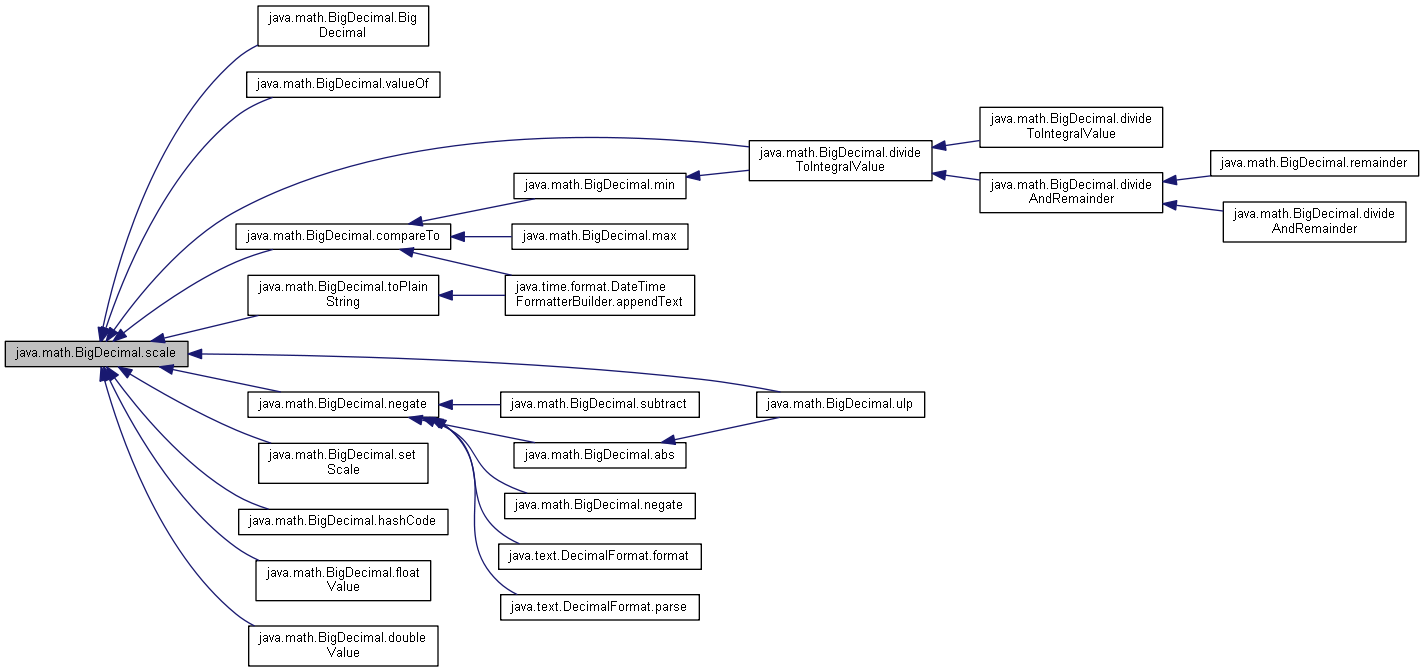 java.math.BigDecimal.Big
Decimal
java.math.BigDecimal.valueOf
java.math.BigDecimal.divide
ToIntegralValue
java.math.BigDecimal.divide
ToIntegralValue
java.math.BigDecimal.remainder
java.math.BigDecimal.min
java.math.BigDecimal.divide
AndRemainder
java.math.BigDecimal.divide
AndRemainder
java.math.BigDecimal.compareTo
java.math.BigDecimal.max
java.math.BigDecimal.toPlain
String
java.time.format.DateTime
FormatterBuilder.appendText
java.math.BigDecimal.scale
java.math.BigDecimal.negate
java.math.BigDecimal.subtract
java.math.BigDecimal.ulp
java.math.BigDecimal.set
Scale
java.math.BigDecimal.abs
java.math.BigDecimal.negate
java.math.BigDecimal.hashCode
java.text.DecimalFormat.format
java.math.BigDecimal.float
Value
java.text.DecimalFormat.parse
java.math.BigDecimal.double
Value